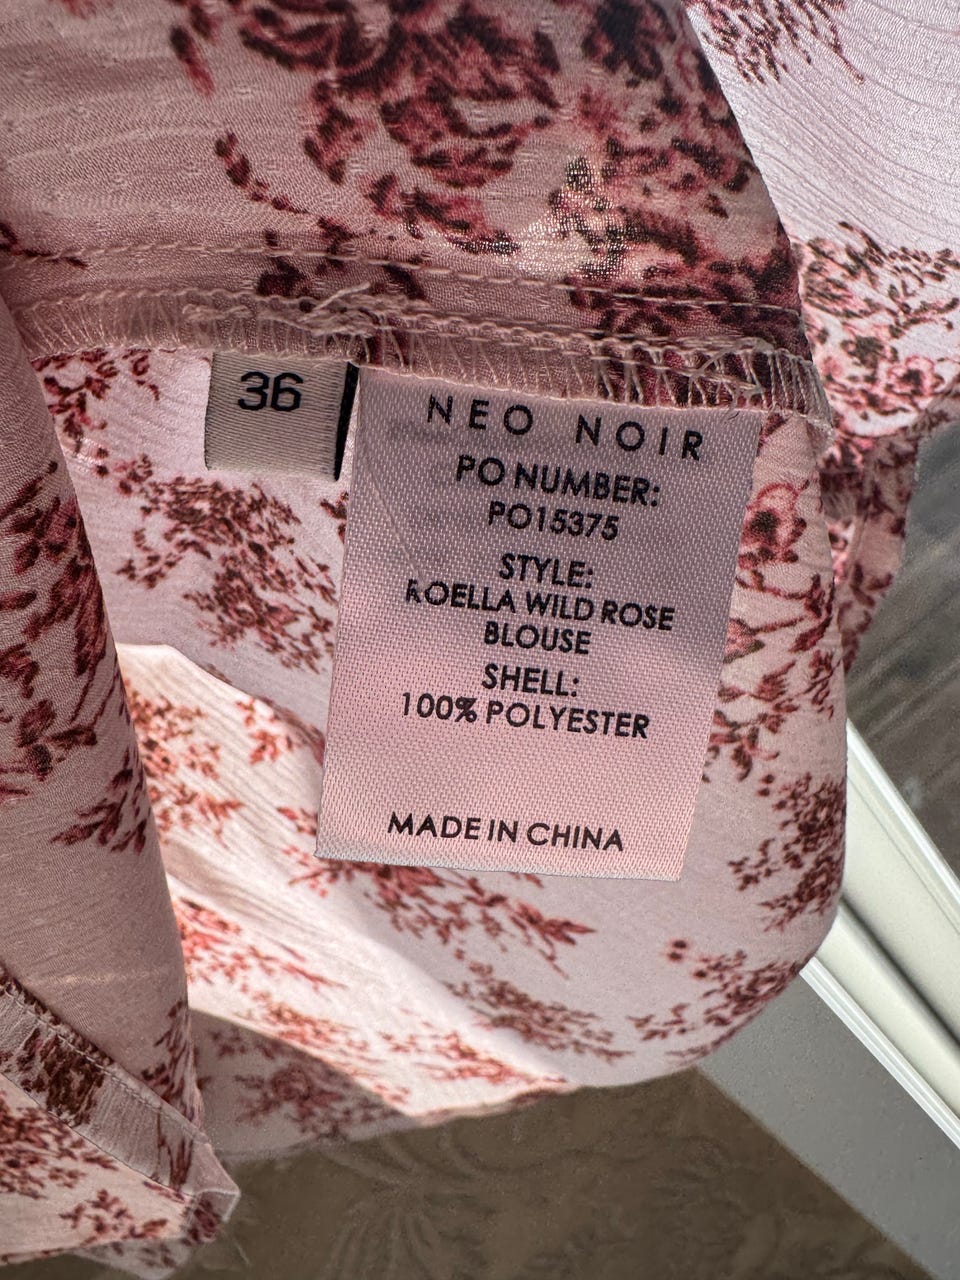 36
NEO NOIR
PO NUMBER:
PO15375
STYLE:
ROELLA WILD ROSE
BLOUSE
SHELL:
100% POLYESTER
MADE IN CHINA